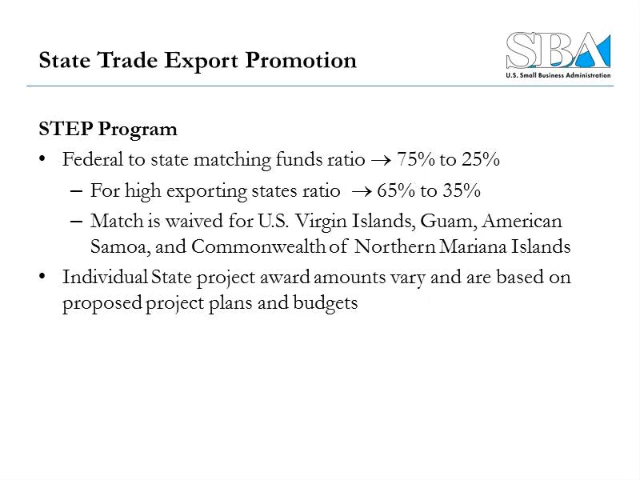 State Trade Export Promotion
SBA
U.S. Small Business Administration
STEP Program
• Federal to state matching funds ratio → 75% to 25%
– For high exporting states ratio → 65% to 35%
– Match is waived for U.S. Virgin Islands, Guam, American
Samoa, and Commonwealth of Northern Mariana Islands
• Individual State project award amounts vary and are based on
proposed project plans and budgets